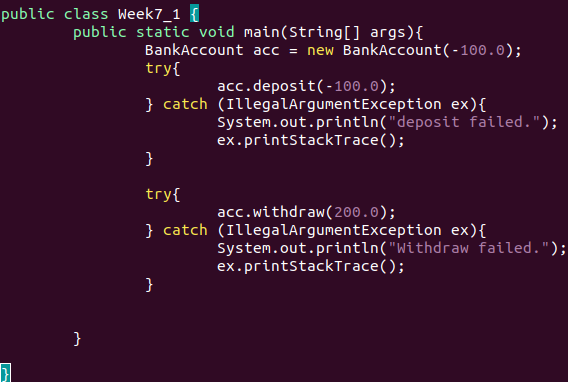 public class Week7_1 {
public static void main(String[] args){
BankAccount acc = new BankAccount(-100.0);
try{
acc.deposit(-100.0);
} catch (IllegalArgumentException ex){
System.out.println("deposit failed.");
ex.printStackTrace();
}
try{
acc.withdraw(200.0);
} catch (IllegalArgumentException ex){
System.out.println("Withdraw failed.");
ex.printStackTrace();
}
}
}